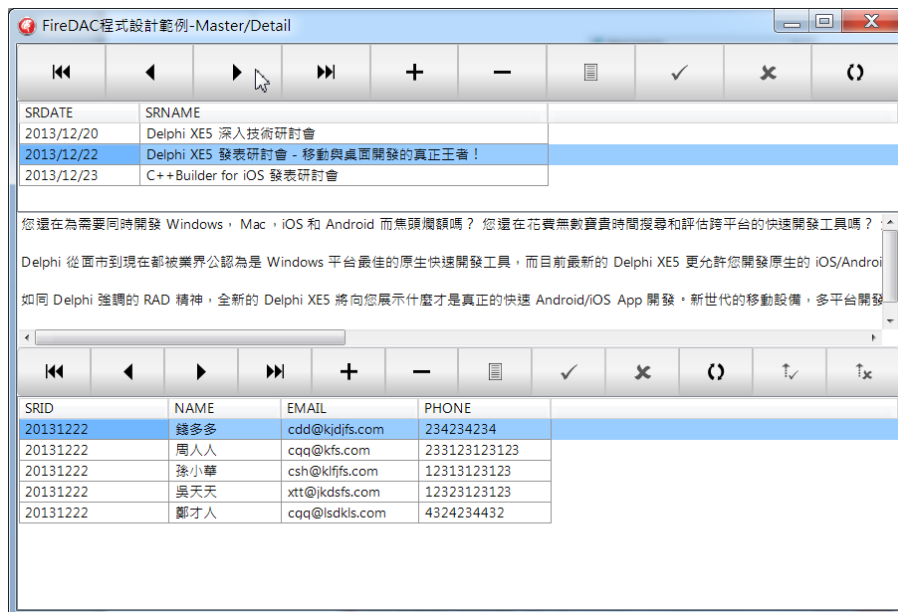 FireDAC程式設計範例-Master/Detail
SRDATE SRNAME
2013/12/20 Delphi XE5 深入技術研討會
2013/12/22 Delphi XE5 發表研討會 - 移動與桌面開發的真正王者！
2013/12/23 C++Builder for iOS 發表研討會
您還在為需要同時開發 Windows， Mac ，iOS 和 Android 而焦頭爛額嗎？ 您還在花費無數寶貴時間搜尋和評估跨平台的快速開發工具嗎？
Delphi 從面市到現在都被業界公認為是 Windows 平台最佳的原生快速開發工具，而目前最新的 Delphi XE5 更允許您開發原生的 iOS/Androi
如同 Delphi 強調的 RAD 精神，全新的 Delphi XE5 將向您展示什麼才是真正的快速 Android/iOS App 開發。新世代的移動設備，多平台開發
SRID NAME EMAIL PHONE
20131222 錢多多 cdd@kjdjfs.com 234234234
20131222 周人人 cqq@kfs.com 233123123123
20131222 孫小華 csh@klfjfs.com 12313123123
20131222 吳天天 xtt@jkdsfs.com 12323123123
20131222 鄭才人 cqq@lsdkls.com 4324234432